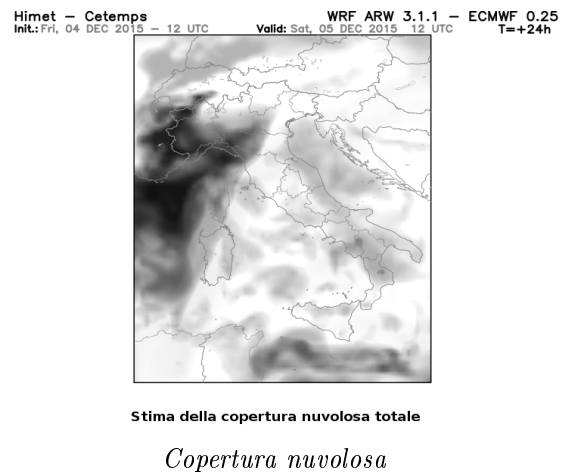 Himet – Cetemps WRF ARW 3.1.1 – ECMWF 0.25
Init.: Fri, 04 DEC 2015 – 12 UTC Valid: Sat, 05 DEC 2015 12 UTC T=+24h
Stima della copertura nuvolosa totale
Copertura nuvolosa